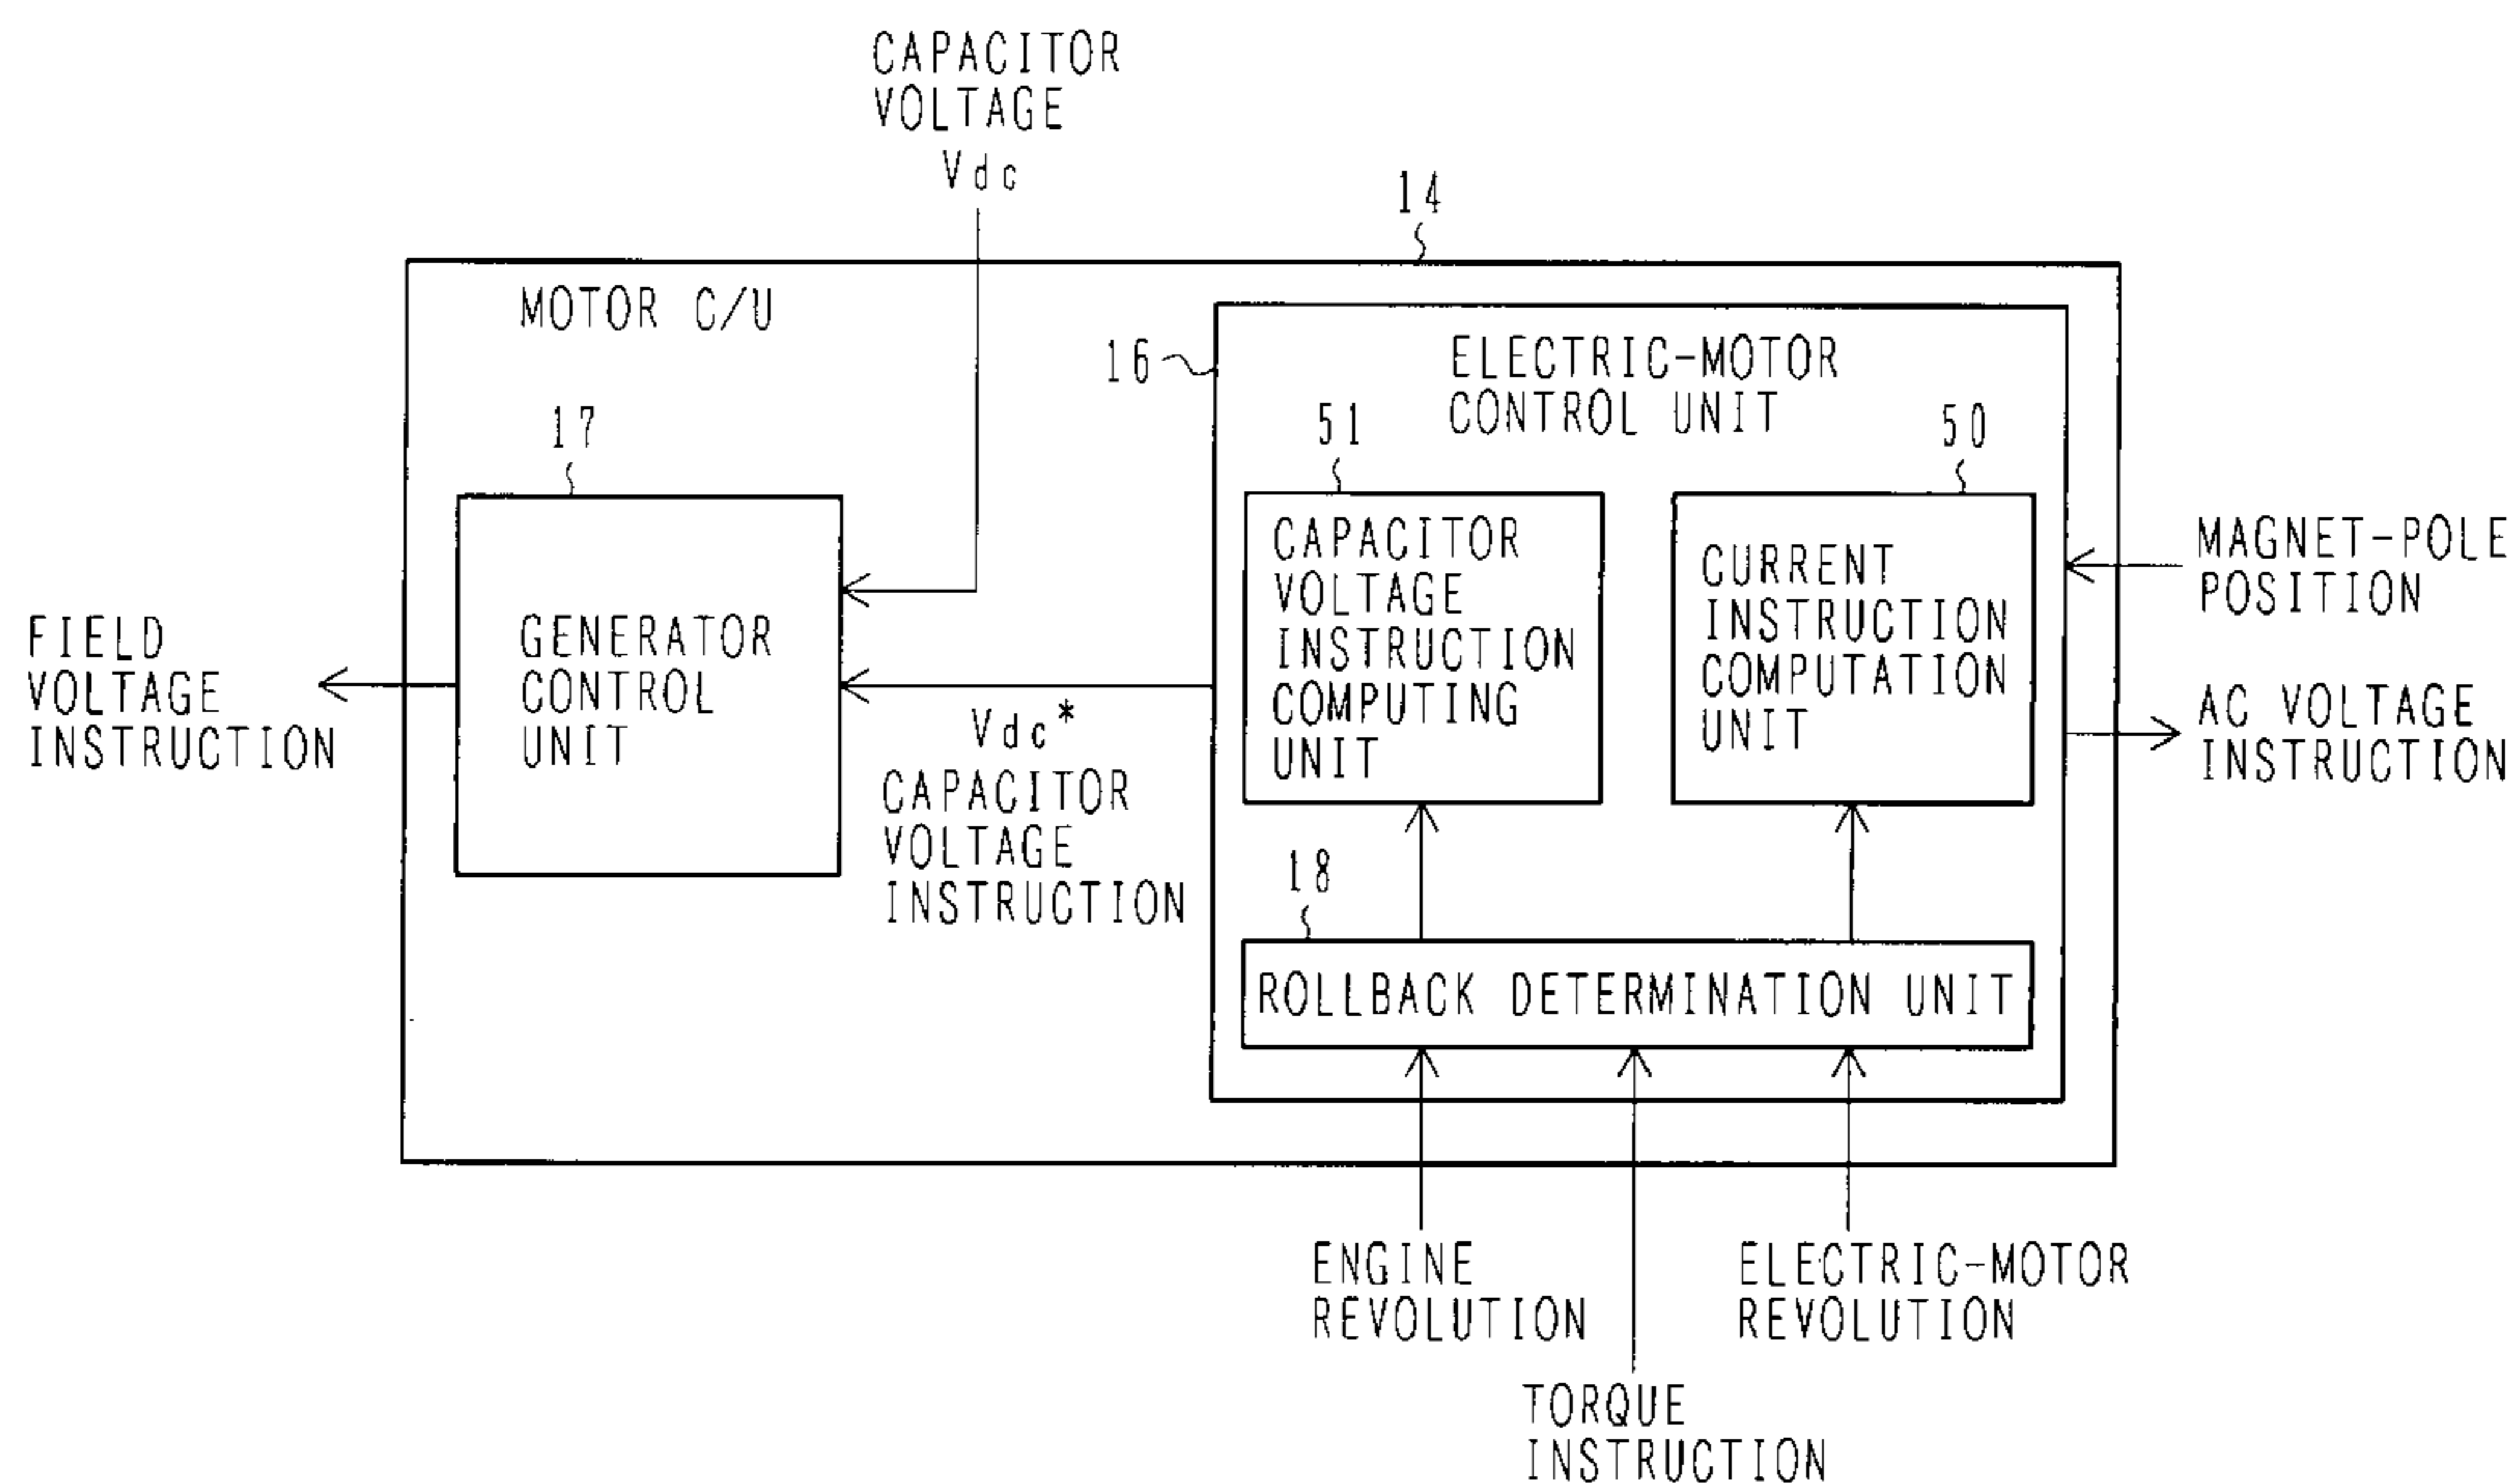 CAPACITOR
VOLTAGE
Vdc
14
MOTOR C/U
16
ELECTRIC-MOTOR
CONTROL UNIT
17
51
50
CAPACITOR
VOLTAGE
INSTRUCTION
COMPUTING
UNIT
CURRENT
INSTRUCTION
COMPUTATION
UNIT
MAGNET-POLE
POSITION
FIELD
VOLTAGE
INSTRUCTION
GENERATOR
CONTROL
UNIT
AC VOLTAGE
INSTRUCTION
Vdc*
CAPACITOR
VOLTAGE
INSTRUCTION
18
ROLLBACK DETERMINATION UNIT
ENGINE
REVOLUTION
ELECTRIC-MOTOR
REVOLUTION
TORQUE
INSTRUCTION